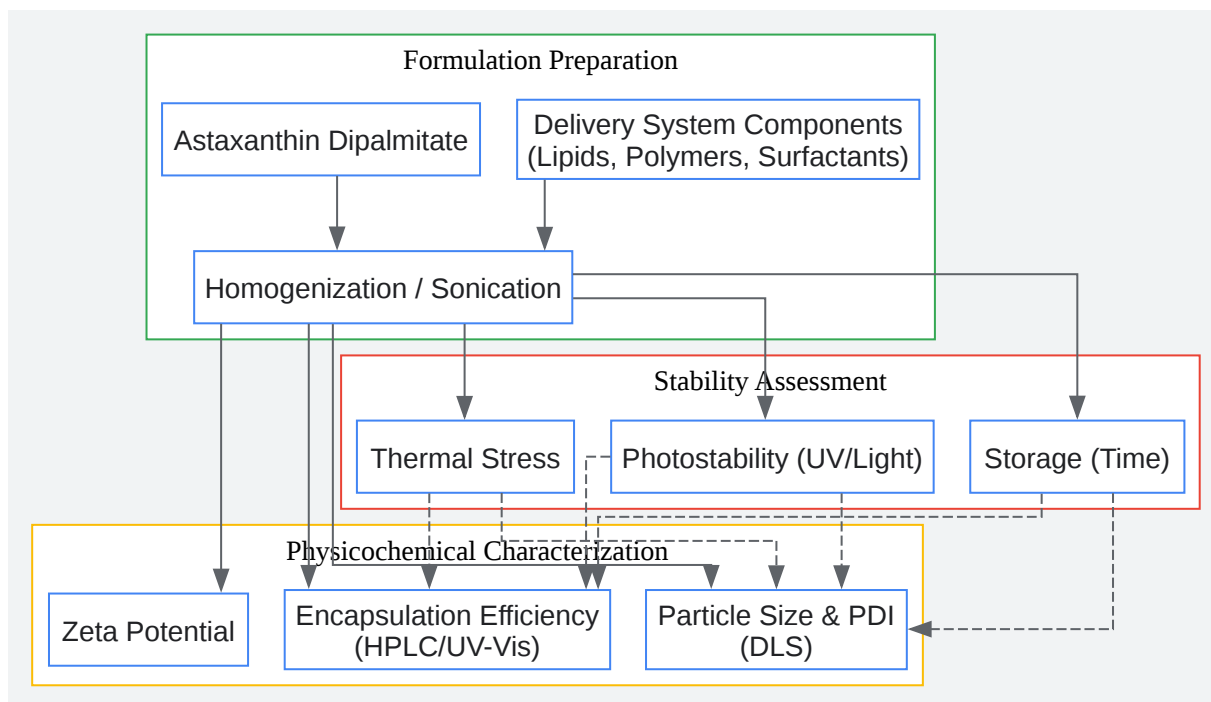 Formulation Preparation
Astaxanthin Dipalmitate
Delivery System Components
(Lipids, Polymers, Surfactants)
Homogenization / Sonication
Stability Assessment
Thermal Stress
Photostability (UV/Light)
Storage (Time)
Physicochemical Characterization
Zeta Potential
Encapsulation Efficiency
(HPLC/UV-Vis)
Particle Size & PDI
(DLS)